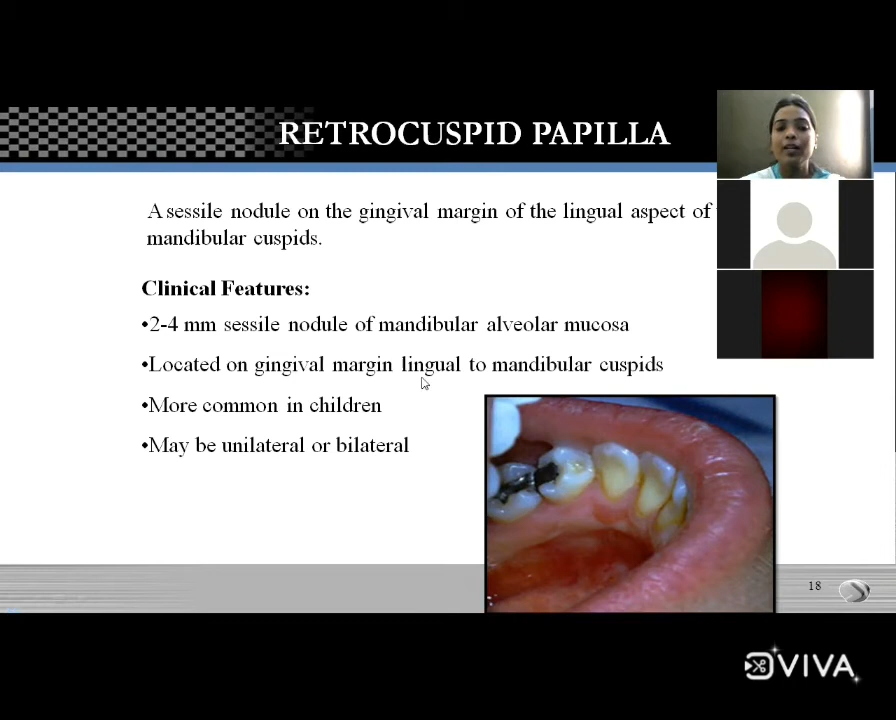 RETROCUSPID PAPILLA
A sessile nodule on the gingival margin of the lingual aspect of
mandibular cuspids.
Clinical Features:
•2-4 mm sessile nodule of mandibular alveolar mucosa
•Located on gingival margin lingual to mandibular cuspids
•More common in children
•May be unilateral or bilateral
18
VIVA